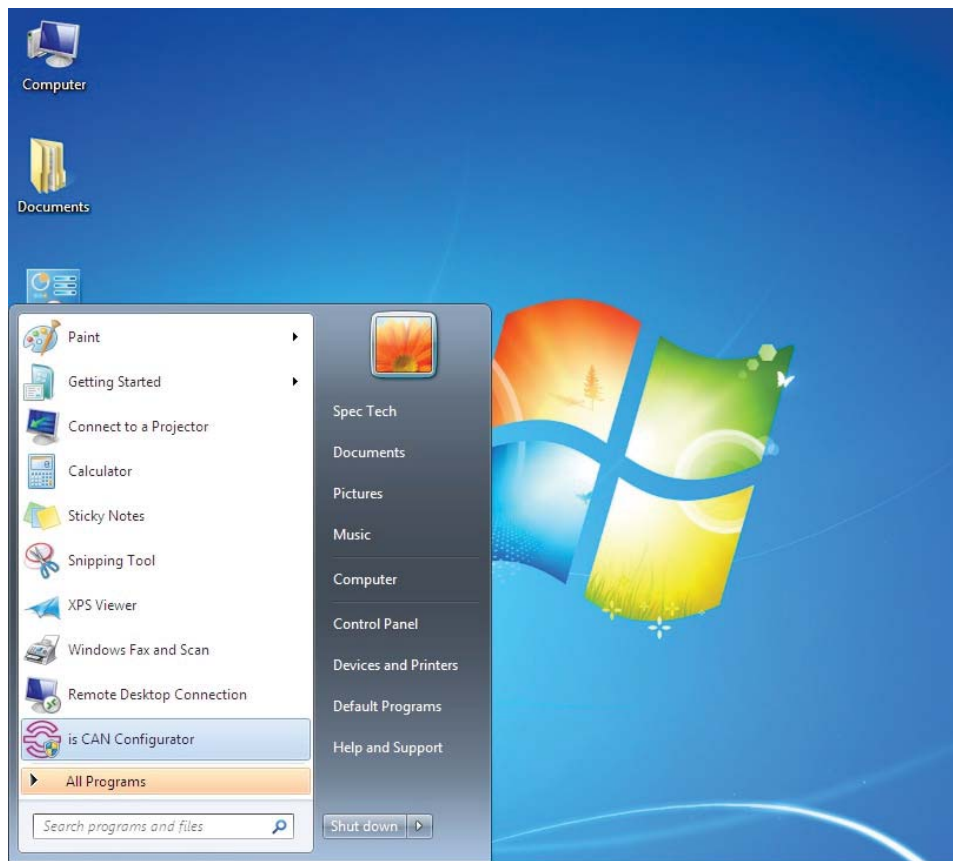 Computer
Documents
Paint
Getting Started
Connect to a Projector
Calculator
Sticky Notes
Snipping Tool
XPS Viewer
Windows Fax and Scan
Remote Desktop Connection
is CAN Configurator
All Programs
Search programs and files
Spec Tech
Documents
Pictures
Music
Computer
Control Panel
Devices and Printers
Default Programs
Help and Support
Shut down